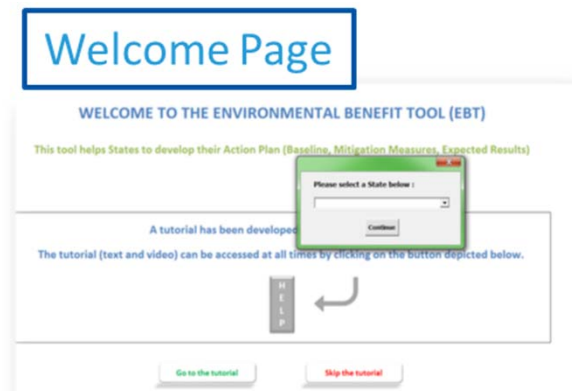 Welcome Page
WELCOME TO THE ENVIRONMENTAL BENEFIT TOOL (EBT)
This tool helps States to develop their Action Plan (Baseline, Mitigation Measures, Expected Results)
Please select a State below :
Continue
A tutorial has been developed
The tutorial (text and video) can be accessed at all times by clicking on the button depicted below.
H
E
L
P
Go to the tutorial
Skip the tutorial